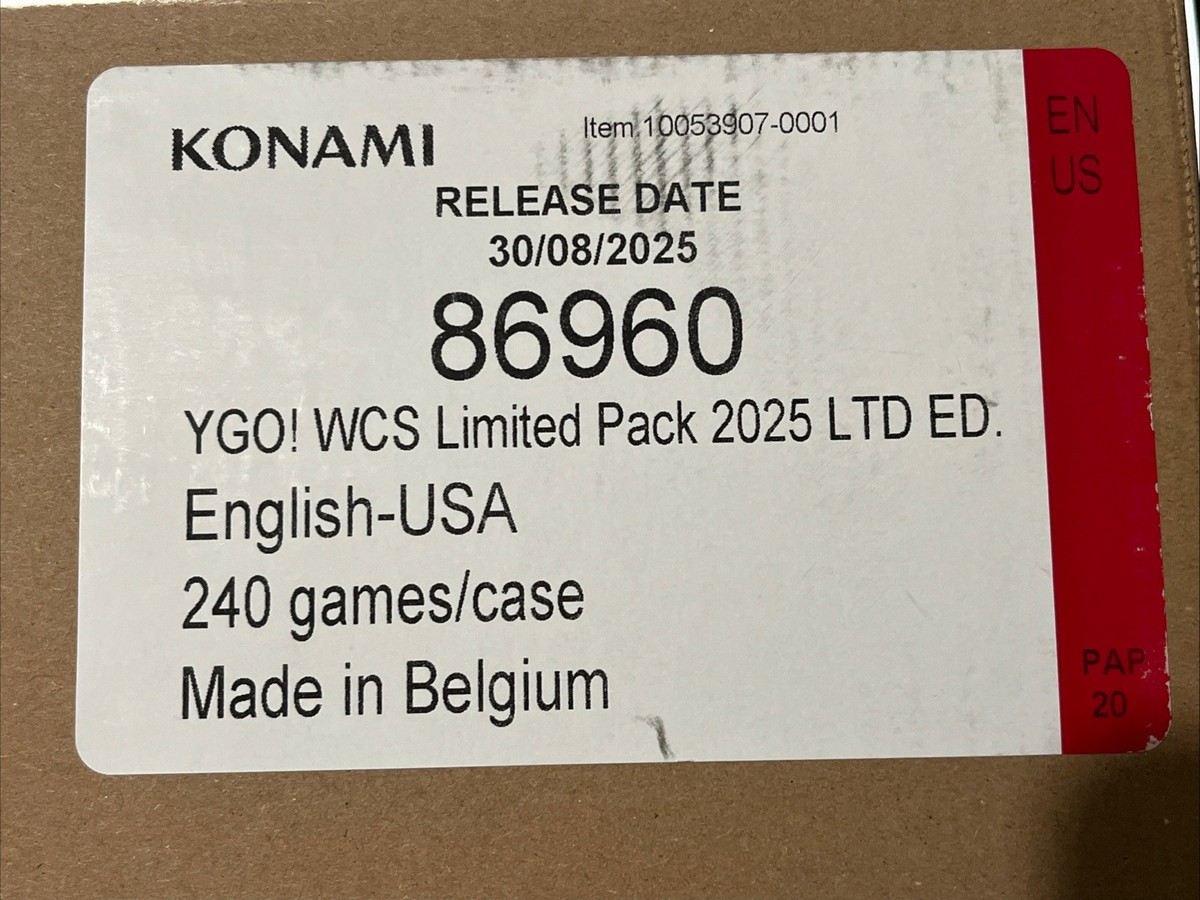 KONAMI
Item 10053907-0001
RELEASE DATE
30/08/2025
86960
YGO! WCS Limited Pack 2025 LTD ED.
English-USA
240 games/case
Made in Belgium
EN
US
PAP
20